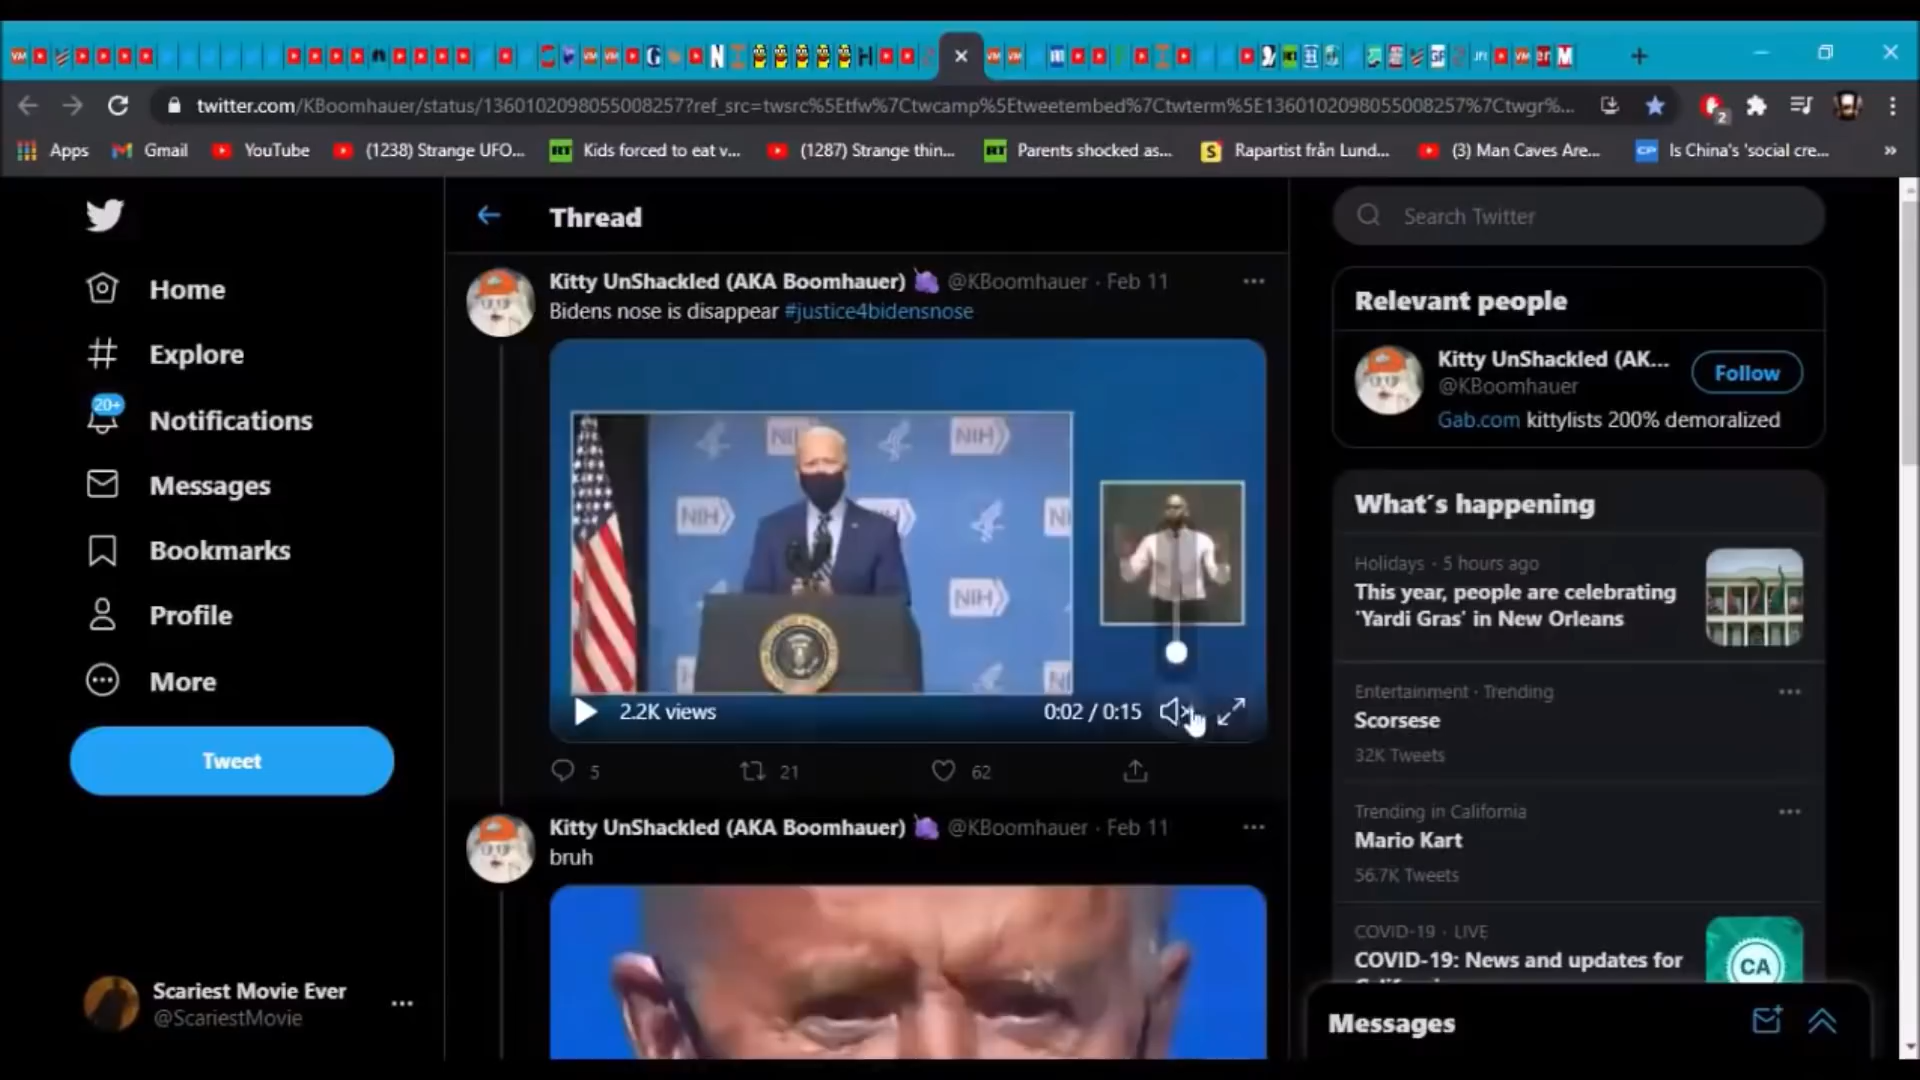 twitter.com/KBoomhauer/status/1360102098055008257?ref_src=twsrc%5Etfw%7Ctwcamp%5Etweetembed%7Ctwterm%5E1360102098055008257%7Ctwgr%...
2
Apps
Gmail
YouTube
(1238) Strange UFO...
Kids forced to eat v...
(1287) Strange thin...
Parents shocked as...
Rapartist från Lund...
(3) Man Caves Are...
Is China's 'social cre...
»
Home
Explore
20+
Notifications
Messages
Bookmarks
Profile
More
Tweet
Scariest Movie Ever
@ScariestMovie
Thread
Kitty UnShackled (AKA Boomhauer) @KBoomhauer · Feb 11
Bidens nose is disappear #justice4bidensnose
NIH
NIH
NIH
2.2K views
0:02 / 0:15
5
21
62
Kitty UnShackled (AKA Boomhauer) @KBoomhauer · Feb 11
bruh
Search Twitter
Relevant people
Kitty UnShackled (AK...
@KBoomhauer
Follow
Gab.com kittylists 200% demoralized
What's happening
Holidays · 5 hours ago
This year, people are celebrating
'Yardi Gras' in New Orleans
Entertainment · Trending
Scorsese
32K Tweets
Trending in California
Mario Kart
56.7K Tweets
COVID-19 · LIVE
COVID-19: News and updates for
CA
Messages